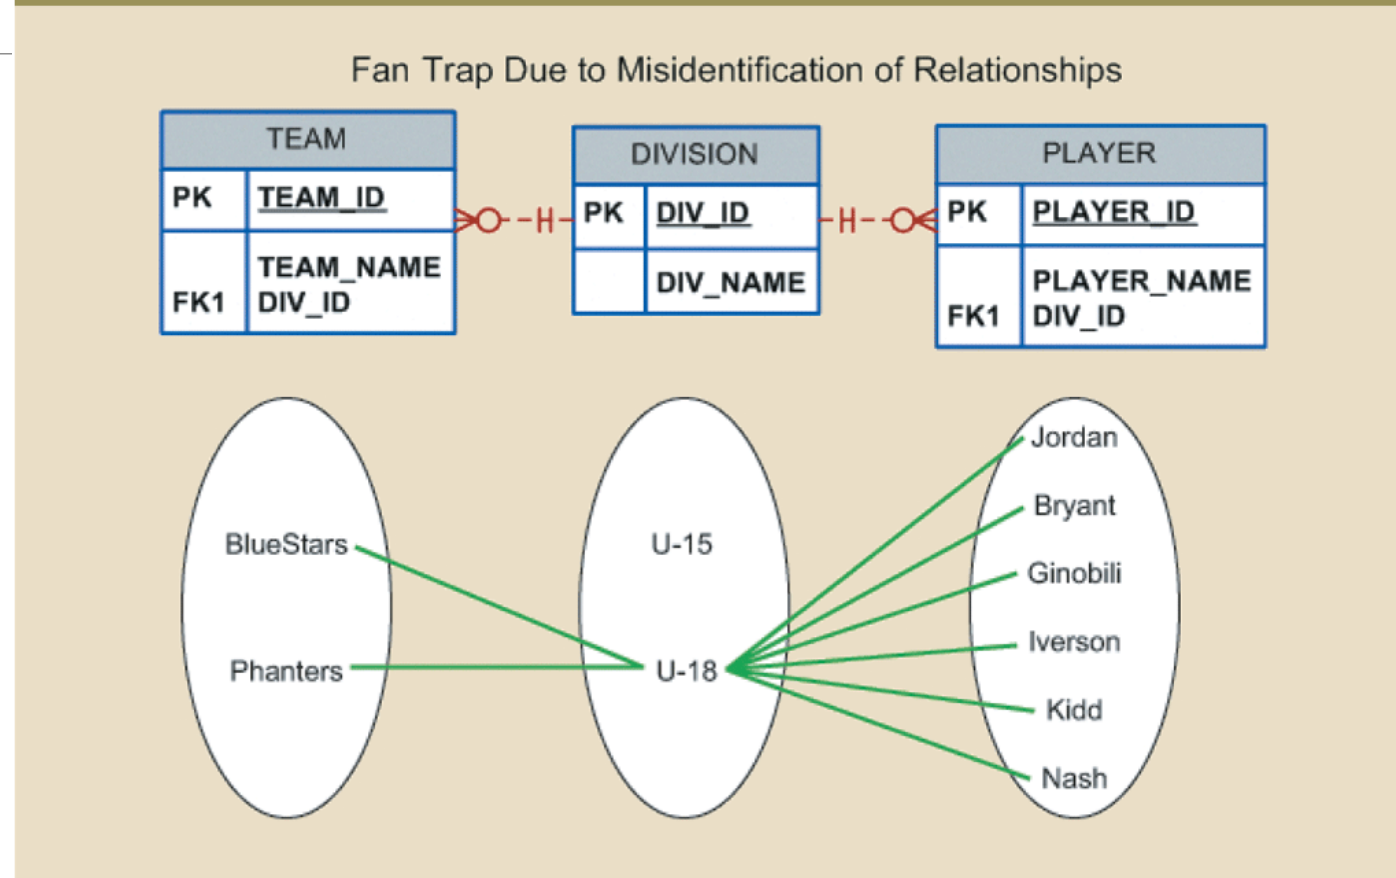 Fan Trap Due to Misidentification of Relationships
TEAM
PK TEAM_ID
TEAM_NAME
FK1 DIV_ID
DIVISION
PK DIV_ID
DIV_NAME
PLAYER
PK PLAYER_ID
PLAYER_NAME
FK1 DIV_ID
BlueStars
Phanters
U-15
U-18
Jordan
Bryant
Ginobili
Iverson
Kidd
Nash